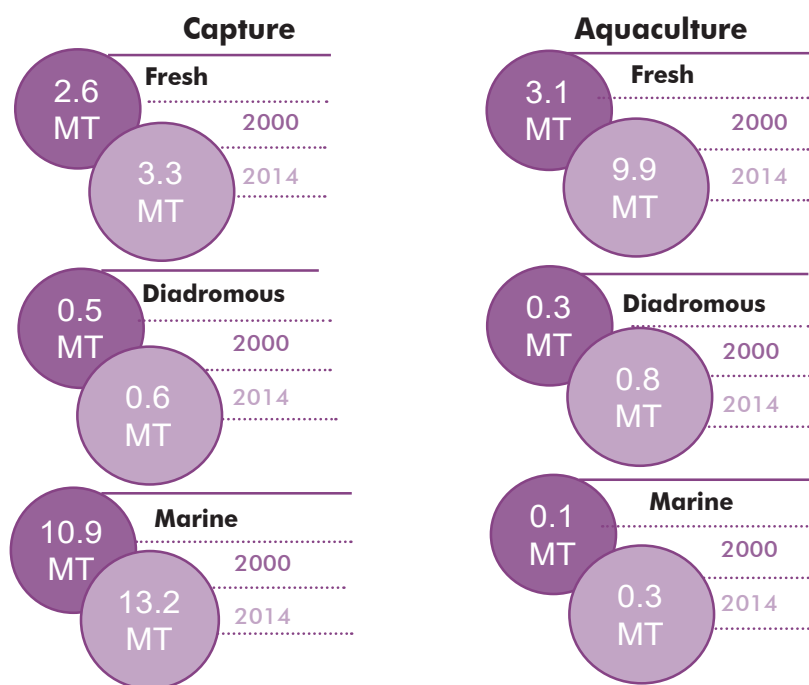 Capture
Fresh
2.6
MT
2000
3.3
MT
2014
Diadromous
0.5
MT
2000
0.6
MT
2014
Marine
10.9
MT
2000
13.2
MT
2014
Aquaculture
Fresh
3.1
MT
2000
9.9
MT
2014
Diadromous
0.3
MT
2000
0.8
MT
2014
Marine
0.1
MT
2000
0.3
MT
2014